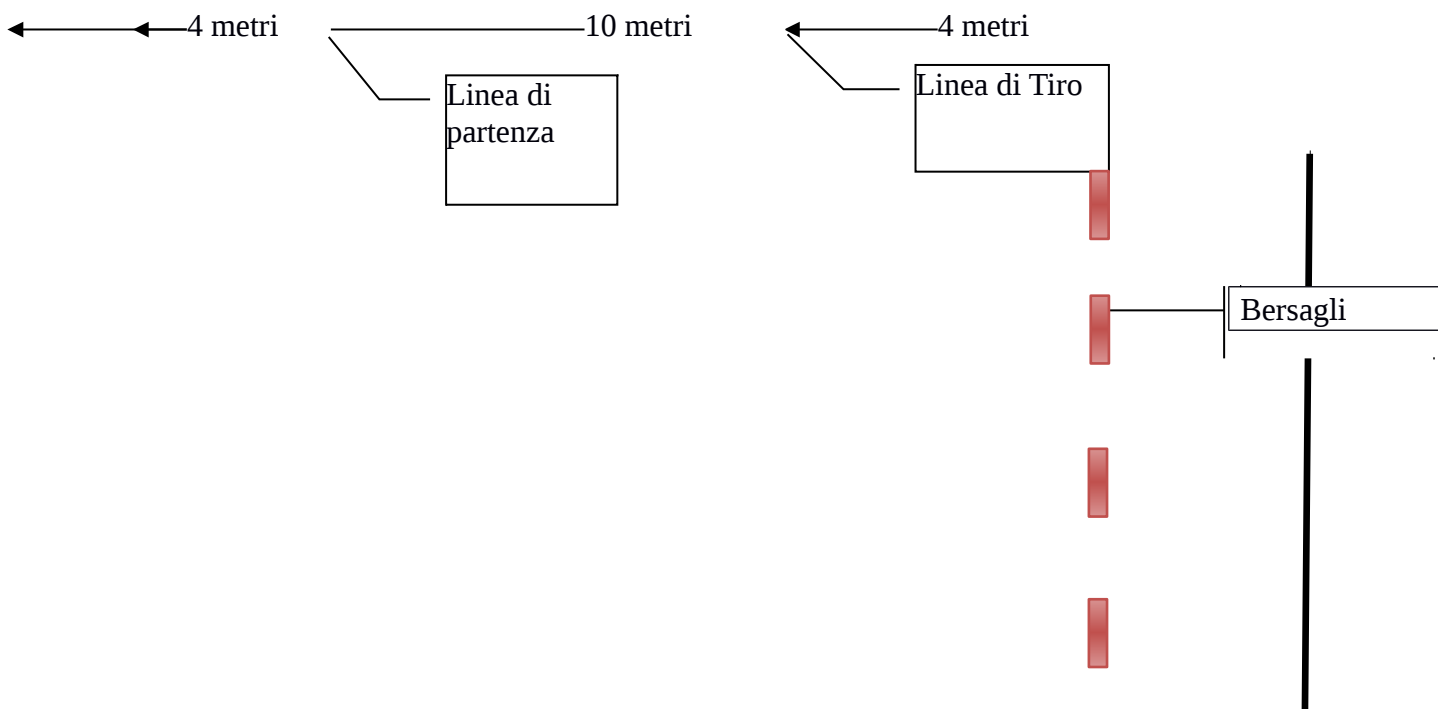 4 metri
10 metri
4 metri
Linea di
partenza
Linea di Tiro
Bersagli